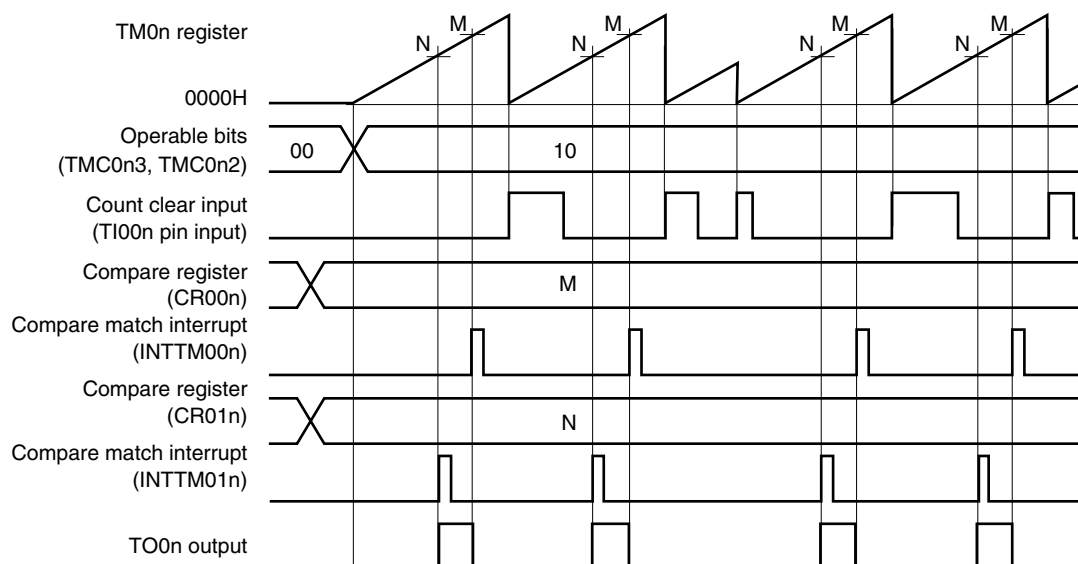 TM0n register
N
M
N
M
N
M
N
M
0000H
Operable bits
(TMC0n3, TMC0n2)
00
10
Count clear input
(TI00n pin input)
Compare register
(CR00n)
M
Compare match interrupt
(INTTM00n)
Compare register
(CR01n)
N
Compare match interrupt
(INTTM01n)
TO0n output